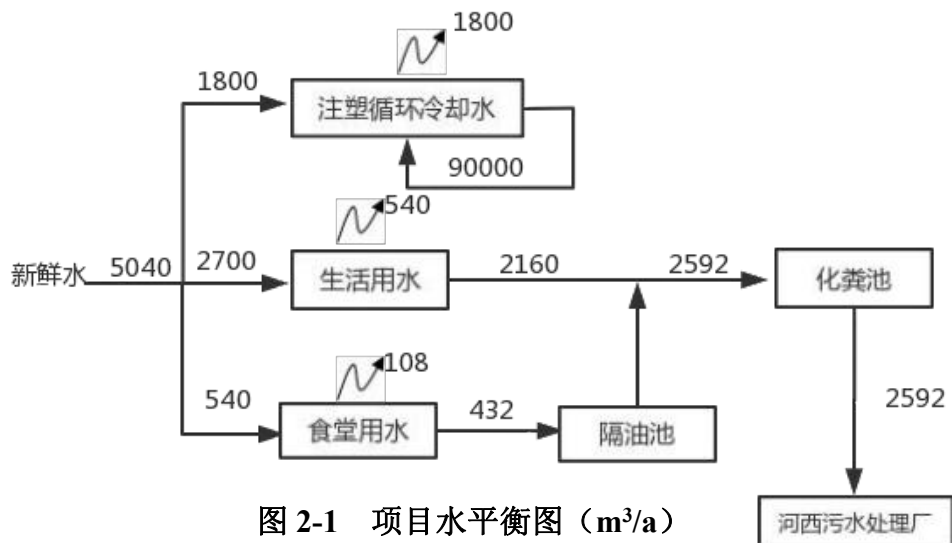 1800
1800
注塑循环冷却水
90000
540
新鲜水
5040
2700
生活用水
2160
2592
化粪池
108
540
食堂用水
432
隔油池
2592
图 2-1 项目水平衡图（m³/a）
河西污水处理厂